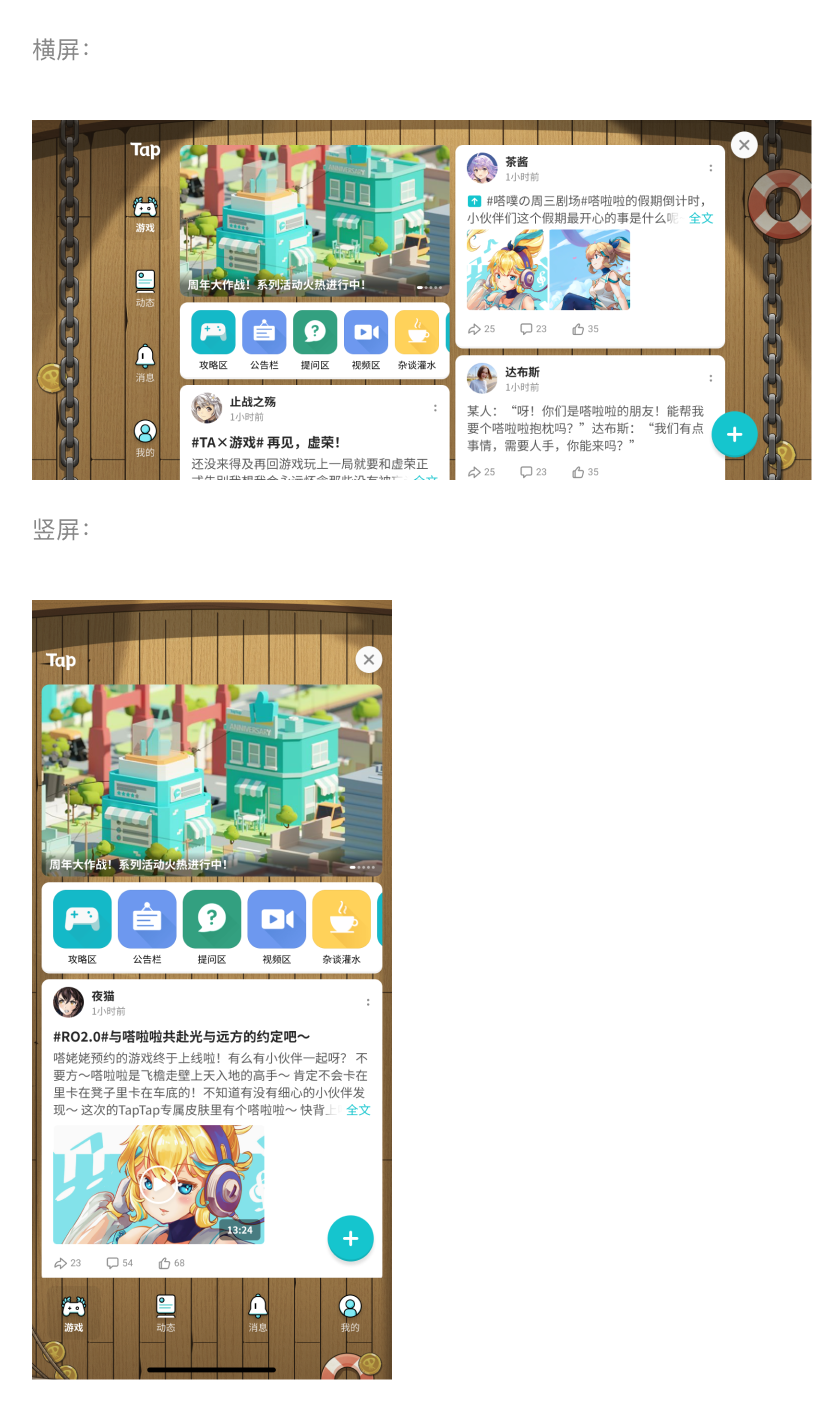 横屏：
Tap
游戏
动态
消息
我的
周年大作战！系列活动火热进行中！
攻略区
公告栏
提问区
视频区
杂谈灌水
止战之殇
1小时前
#TA×游戏# 再见，虚荣！
还没来得及再回游戏玩上一局就要和虚荣正
茶酱
1小时前
#嗒噗の周三剧场#嗒啦啦的假期倒计时，
小伙伴们这个假期最开心的事是什么呢 全文
25 23 35
达布斯
1小时前
某人：“呀！你们是嗒啦啦的朋友！能帮我
要个嗒啦啦抱枕吗？”达布斯：“我们有点
事情，需要人手，你能来吗？”
25 23 35
竖屏：
Tap
ANNIVERSARY
周年大作战！系列活动火热进行中！
攻略区
公告栏
提问区
视频区
杂谈灌水
夜猫
1小时前
#RO2.0#与嗒啦啦共赴光与远方的约定吧～
嗒姥姥预约的游戏终于上线啦！有么有小伙伴一起呀？ 不
要方～嗒啦啦是飞檐走壁上天入地的高手～ 肯定不会卡在
里卡在凳子里卡在车底的！不知道有没有细心的小伙伴发
现～ 这次的TapTap专属皮肤里有个嗒啦啦～ 快背上 全文
13:24
23 54 68
游戏
动态
消息
我的